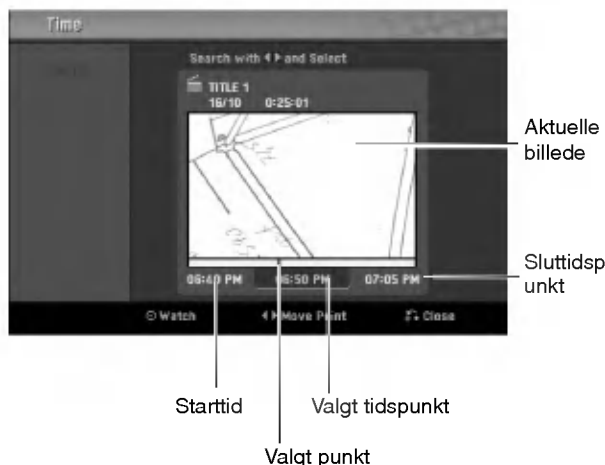 Time
Search with ◄ ► and Select
TITLE 1
16/10 0:25:01
Aktuelle
billede
06:40 PM 06:50 PM 07:05 PM
Sluttidsp
unkt
Watch ◄ ► Move Point Close
Starttid Valgt tidspunkt
Valgt punkt